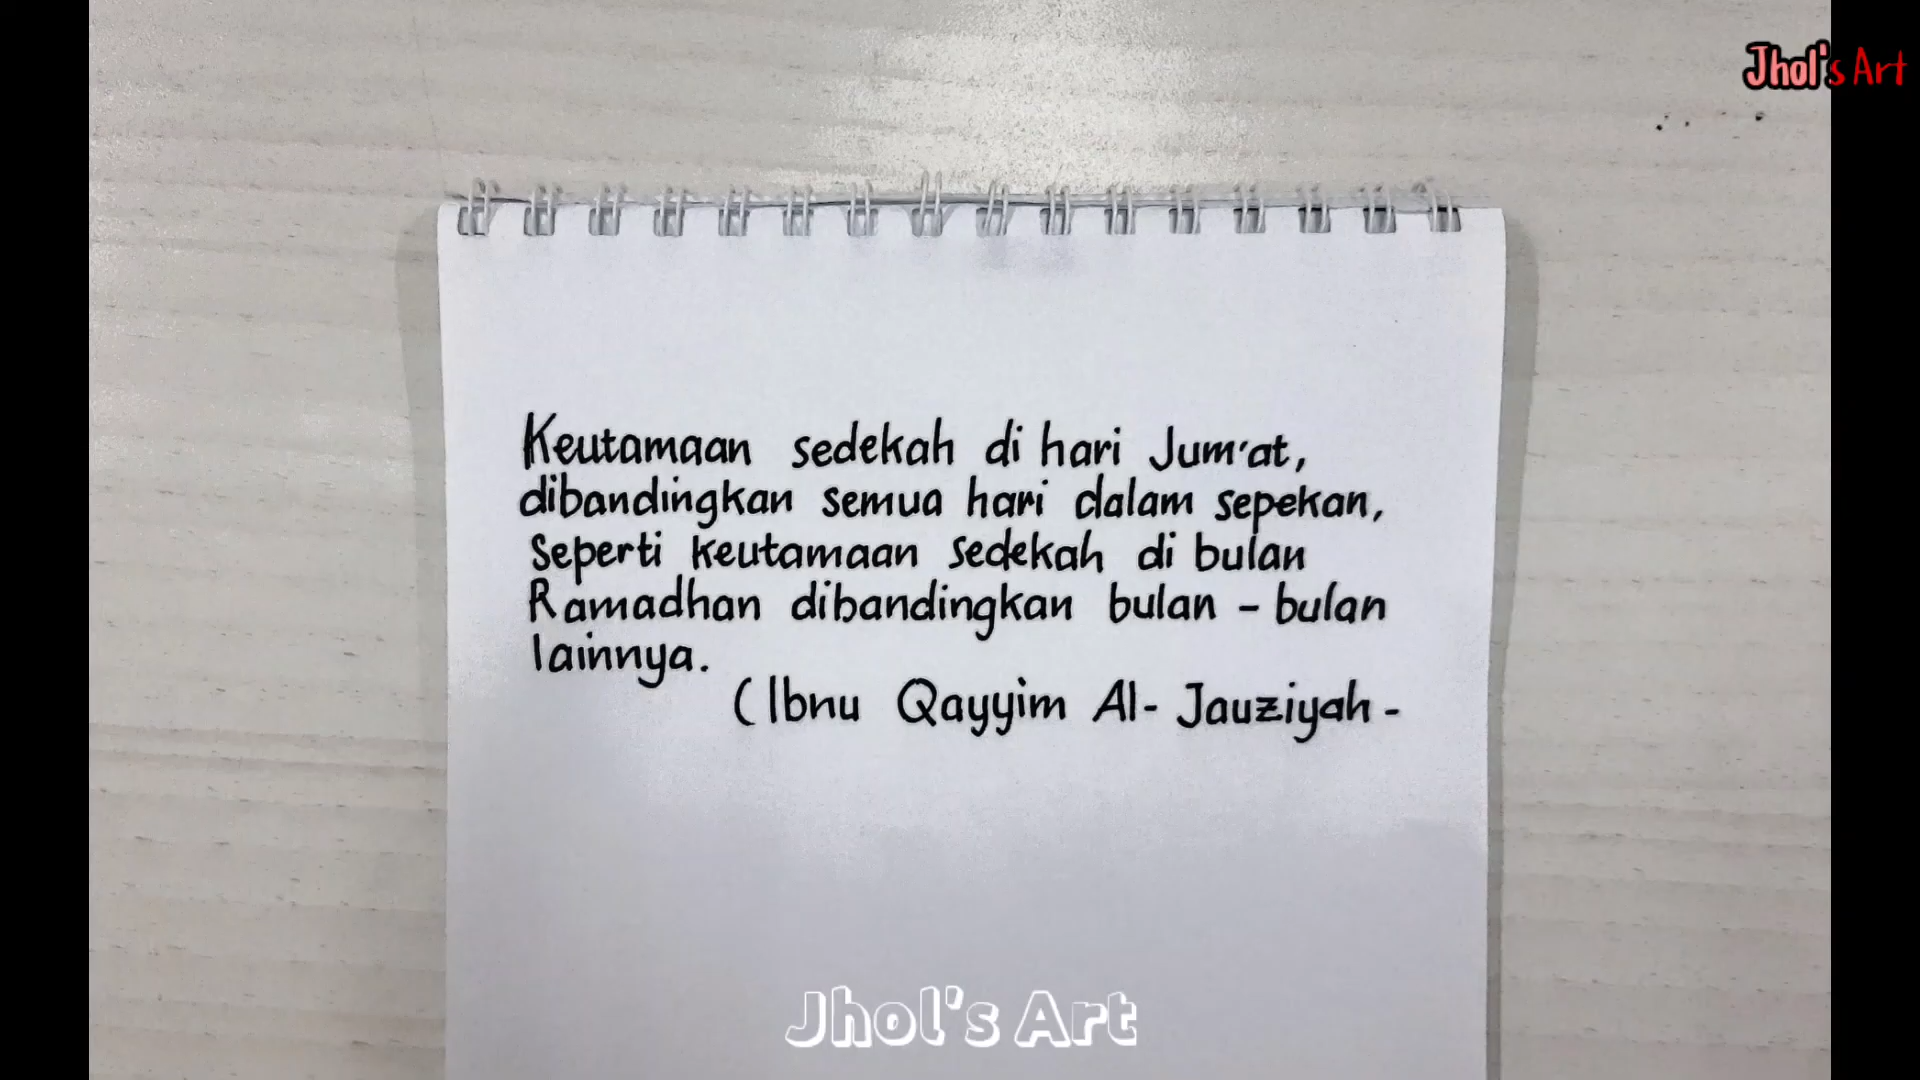 Jhol's Art
Keutamaan sedekah di hari Jum'at,
dibandingkan semua hari dalam sepekan,
Seperti keutamaan sedekah di bulan
Ramadhan dibandingkan bulan - bulan
lainnya.
(Ibnu Qayyim Al- Jauziyah -
Jhol's Art